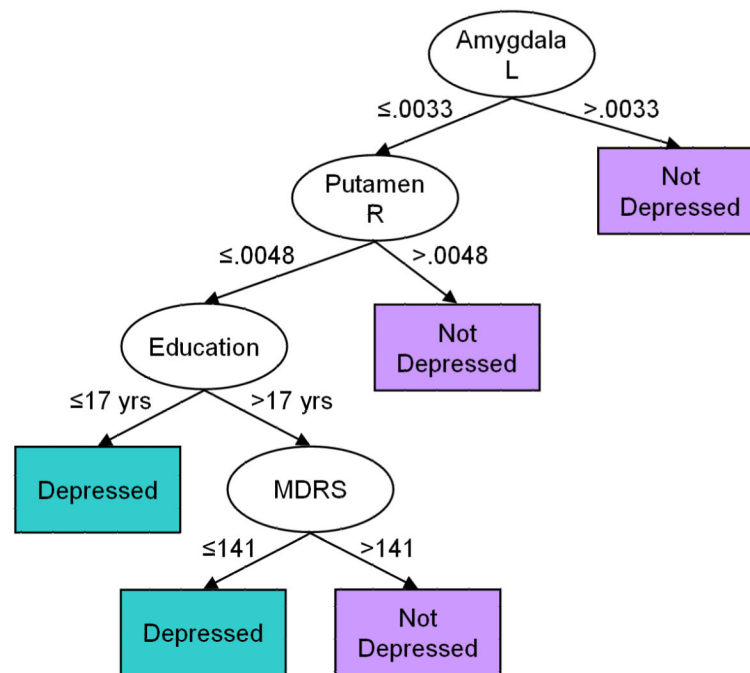 Amygdala
L
≤.0033
>.0033
Not
Depressed
Putamen
R
≤.0048
>.0048
Not
Depressed
Education
≤17 yrs
>17 yrs
Depressed
MDRS
≤141
>141
Depressed
Not
Depressed